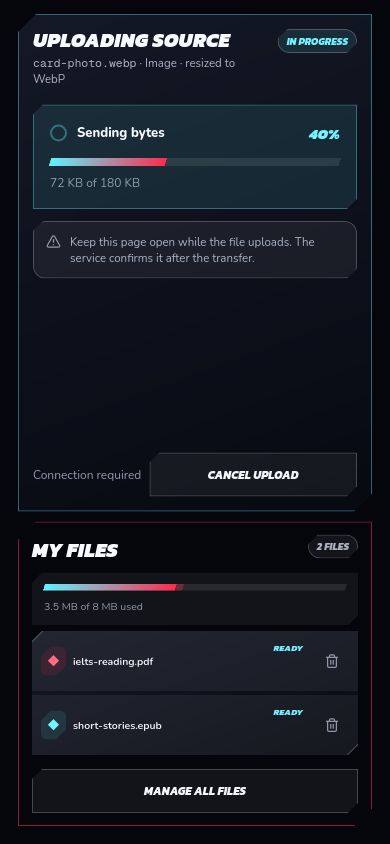 UPLOADING SOURCE
IN PROGRESS
card-photo.webp · Image · resized to
WebP
Sending bytes
40%
72 KB of 180 KB
Keep this page open while the file uploads. The
service confirms it after the transfer.
Connection required
CANCEL UPLOAD
MY FILES
2 FILES
3.5 MB of 8 MB used
READY
ielts-reading.pdf
READY
short-stories.epub
MANAGE ALL FILES